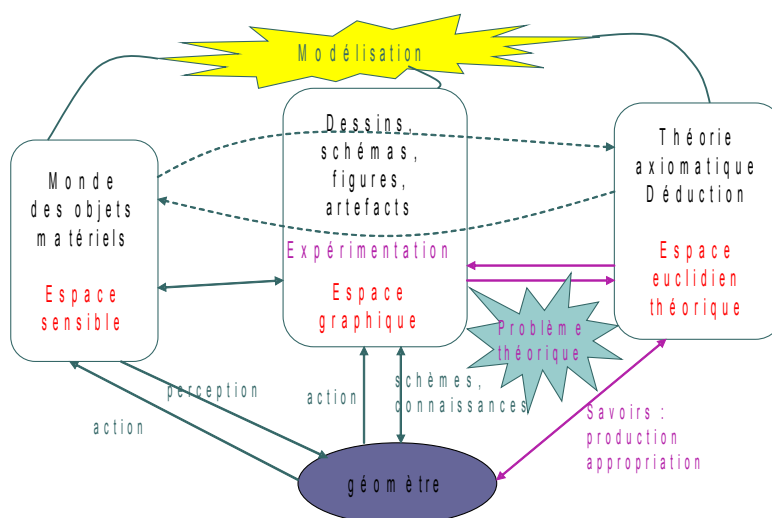 Modélisation
Monde
des objets
matériels
Espace
sensible
Dessins,
schémas,
figures,
artefacts
Expérimentation
Espace
graphique
Théorie
axiomatique
Déduction
Espace
euclidien
théorique
Problème
théorique
perception
action
action
schèmes,
connaissances
Savoirs :
production
appropriation
géomètre